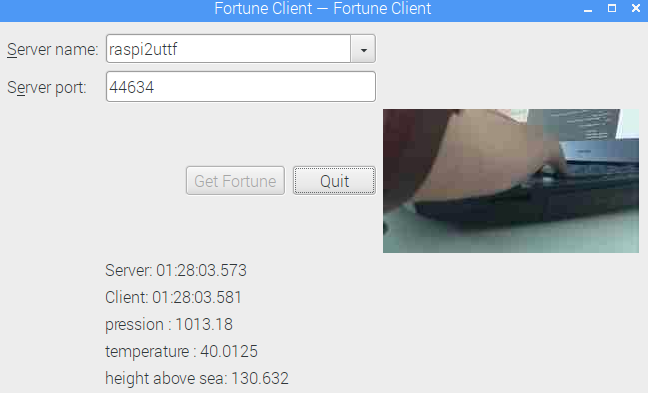 Fortune Client — Fortune Client
Server name: raspi2uttf
Server port: 44634
Get Fortune Quit
Server: 01:28:03.573
Client: 01:28:03.581
pression : 1013.18
temperature : 40.0125
height above sea: 130.632